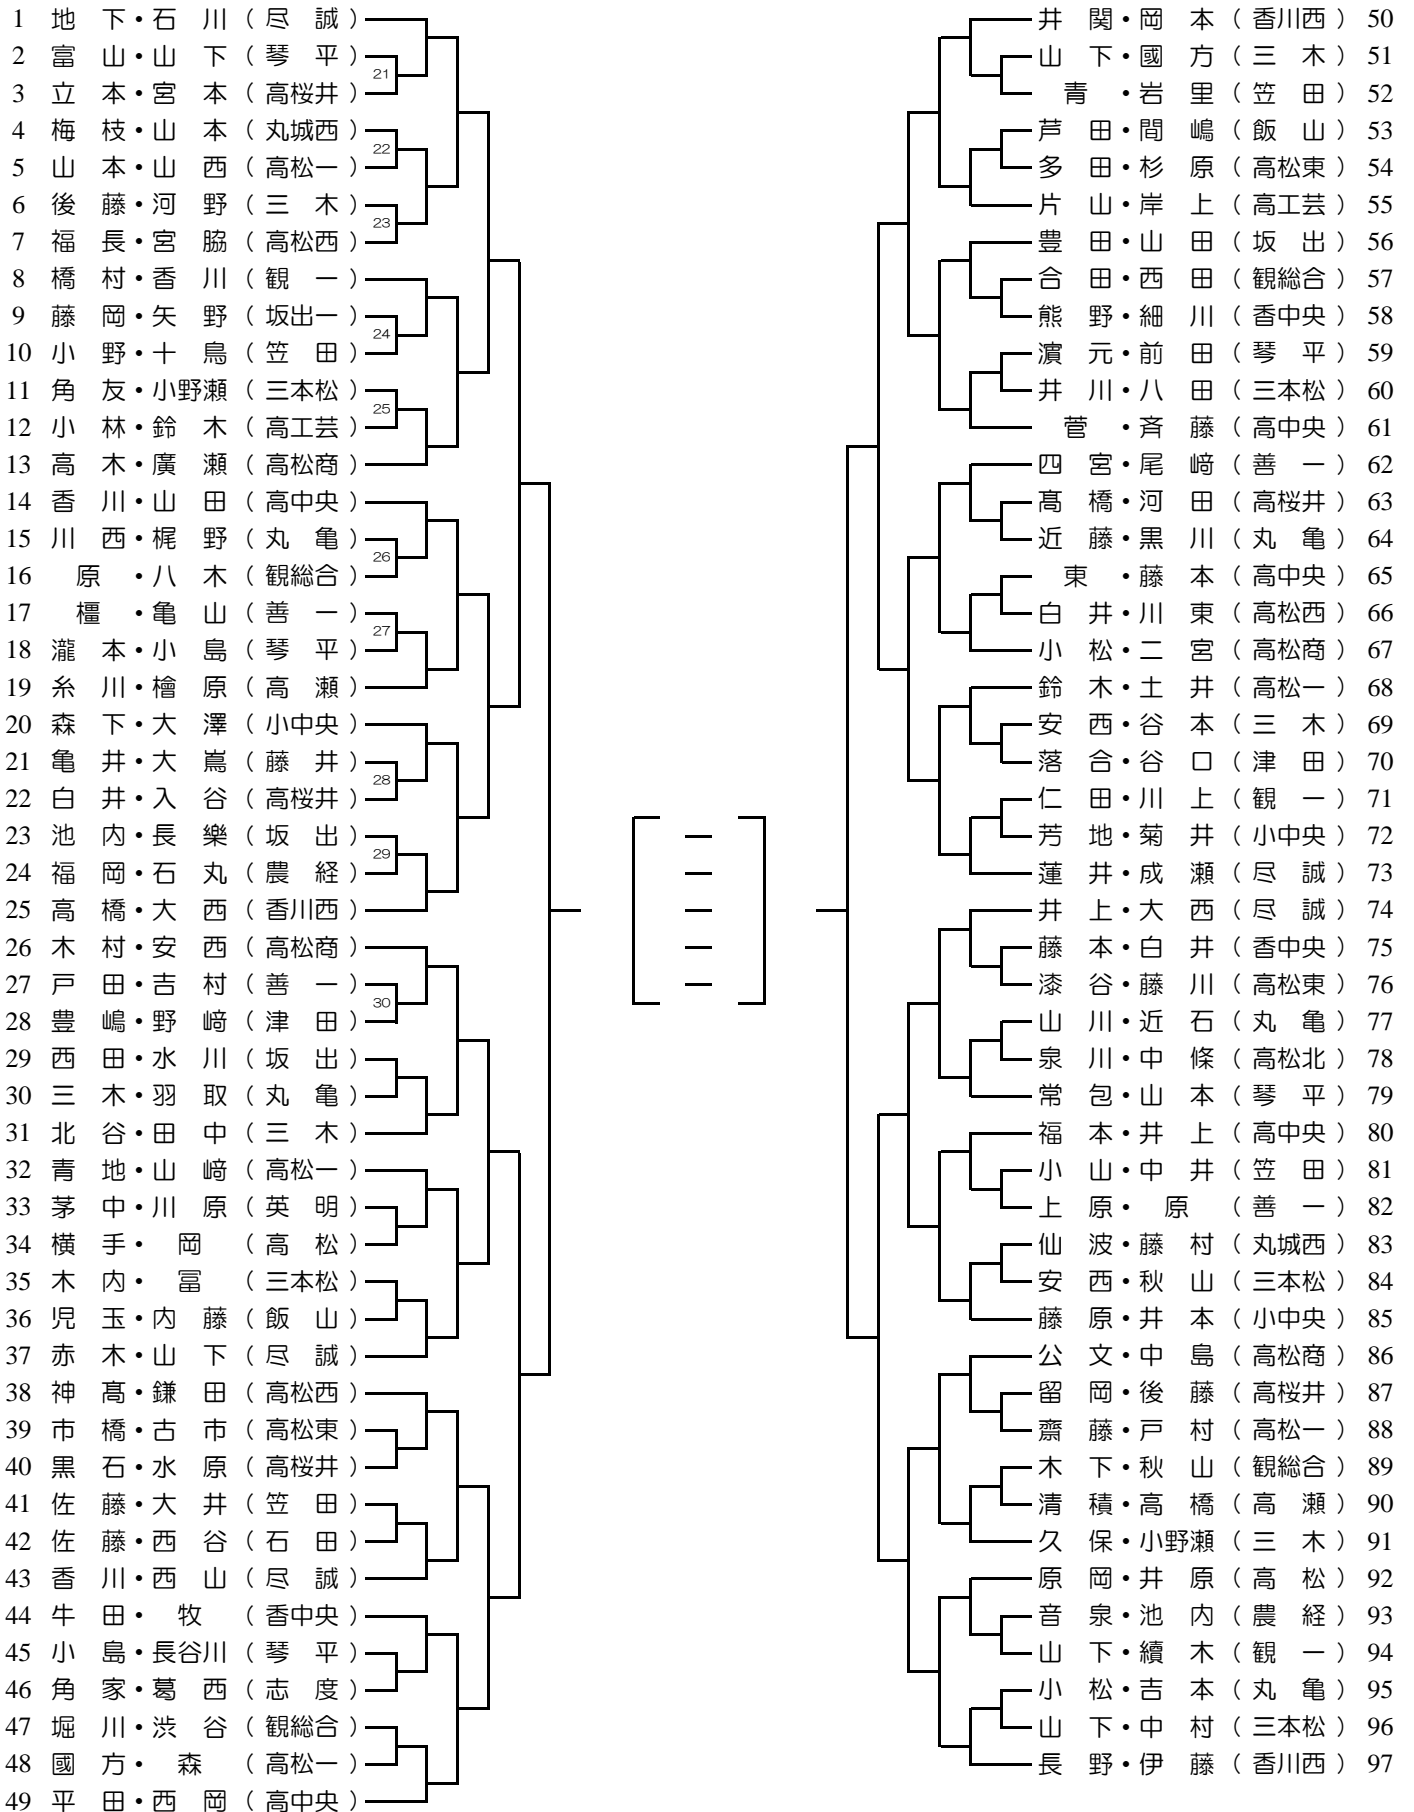 1 地下・石川（尽誠）
2 富山・山下（琴平）
21
3 立本・宮本（高桜井）
4 梅枝・山本（丸城西）
22
5 山本・山西（高松一）
6 後藤・河野（三木）
23
7 福長・宮脇（高松西）
8 橋村・香川（観一）
9 藤岡・矢野（坂出一）
24
10 小野・十鳥（笠田）
11 角友・小野瀬（三本松）
25
12 小林・鈴木（高工芸）
13 高木・廣瀬（高松商）
14 香川・山田（高中央）
15 川西・梶野（丸亀）
26
16 原・八木（観総合）
17 橿・亀山（善一）
27
18 瀧本・小島（琴平）
19 糸川・檜原（高瀬）
20 森下・大澤（小中央）
21 亀井・大嶌（藤井）
28
22 白井・入谷（高桜井）
23 池内・長樂（坂出）
29
24 福岡・石丸（農経）
25 高橋・大西（香川西）
26 木村・安西（高松商）
27 戸田・吉村（善一）
30
28 豊嶋・野﨑（津田）
29 西田・水川（坂出）
30 三木・羽取（丸亀）
31 北谷・田中（三木）
32 青地・山﨑（高松一）
33 茅中・川原（英明）
34 横手・岡（高松）
35 木内・冨（三本松）
36 児玉・内藤（飯山）
37 赤木・山下（尽誠）
38 神髙・鎌田（高松西）
39 市橋・古市（高松東）
40 黒石・水原（高桜井）
41 佐藤・大井（笠田）
42 佐藤・西谷（石田）
43 香川・西山（尽誠）
44 牛田・牧（香中央）
45 小島・長谷川（琴平）
46 角家・葛西（志度）
47 堀川・渋谷（観総合）
48 國方・森（高松一）
49 平田・西岡（高中央）
―
―
―
―
―
井関・岡本（香川西）50
山下・國方（三木）51
青・岩里（笠田）52
芦田・間嶋（飯山）53
多田・杉原（高松東）54
片山・岸上（高工芸）55
豊田・山田（坂出）56
合田・西田（観総合）57
熊野・細川（香中央）58
濵元・前田（琴平）59
井川・八田（三本松）60
菅・斉藤（高中央）61
四宮・尾﨑（善一）62
髙橋・河田（高桜井）63
近藤・黒川（丸亀）64
東・藤本（高中央）65
白井・川東（高松西）66
小松・二宮（高松商）67
鈴木・土井（高松一）68
安西・谷本（三木）69
落合・谷口（津田）70
仁田・川上（観一）71
芳地・菊井（小中央）72
蓮井・成瀬（尽誠）73
井上・大西（尽誠）74
藤本・白井（香中央）75
漆谷・藤川（高松東）76
山川・近石（丸亀）77
泉川・中條（高松北）78
常包・山本（琴平）79
福本・井上（高中央）80
小山・中井（笠田）81
上原・原（善一）82
仙波・藤村（丸城西）83
安西・秋山（三本松）84
藤原・井本（小中央）85
公文・中島（高松商）86
留岡・後藤（高桜井）87
齋藤・戸村（高松一）88
木下・秋山（観総合）89
清積・高橋（高瀬）90
久保・小野瀬（三木）91
原岡・井原（高松）92
音泉・池内（農経）93
山下・續木（観一）94
小松・吉本（丸亀）95
山下・中村（三本松）96
長野・伊藤（香川西）97